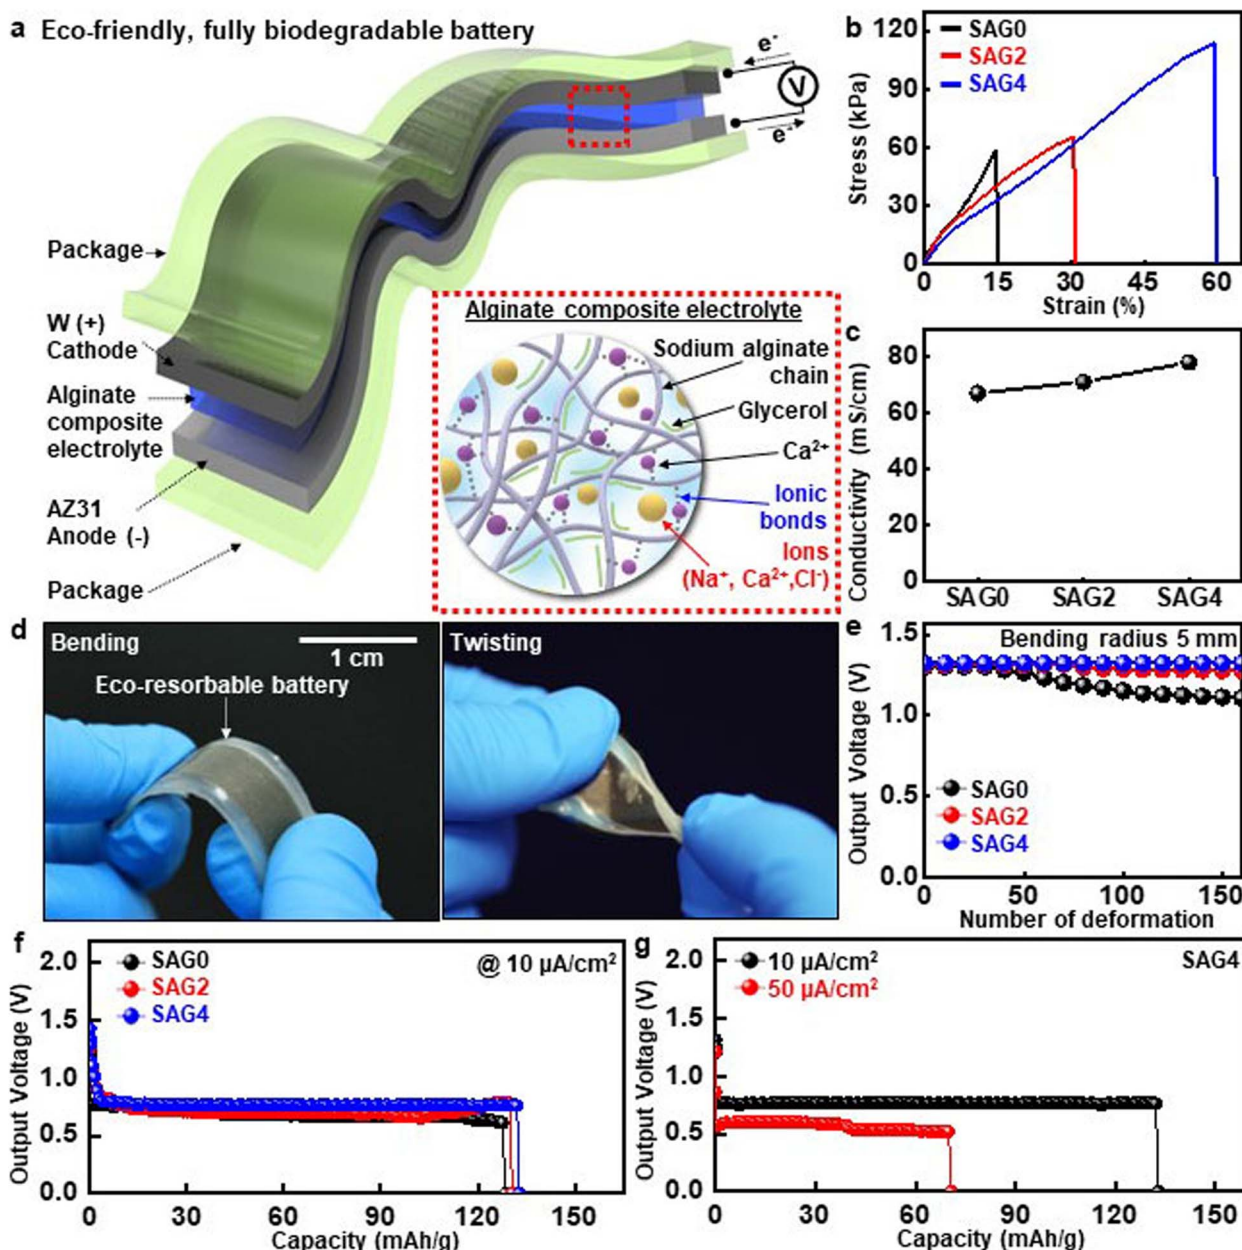 a Eco-friendly, fully biodegradable battery
e⁻
V
e⁻
Package
W (+)
Cathode
Alginate
composite
electrolyte
AZ31
Anode (-)
Package
Alginate composite electrolyte
Sodium alginate
chain
Glycerol
Ca²⁺
Ionic
bonds
Ions
(Na⁺, Ca²⁺,Cl⁻)
b
SAG0
SAG2
SAG4
Stress (kPa)
120
90
60
30
0
0 15 30 45 60
Strain (%)
c
Conductivity (mS/cm)
80
60
40
20
0
SAG0 SAG2 SAG4
d
Bending
1 cm
Eco-resorbable battery
Twisting
e
Bending radius 5 mm
Output Voltage (V)
1.5
1.0
0.5
0.0
SAG0
SAG2
SAG4
0 50 100 150
Number of deformation
f
SAG0
SAG2
SAG4
@ 10 µA/cm²
Output Voltage (V)
2.0
1.5
1.0
0.5
0.0
0 30 60 90 120 150
Capacity (mAh/g)
g
10 µA/cm²
50 µA/cm²
SAG4
Output Voltage (V)
2.0
1.5
1.0
0.5
0.0
0 30 60 90 120 150
Capacity (mAh/g)